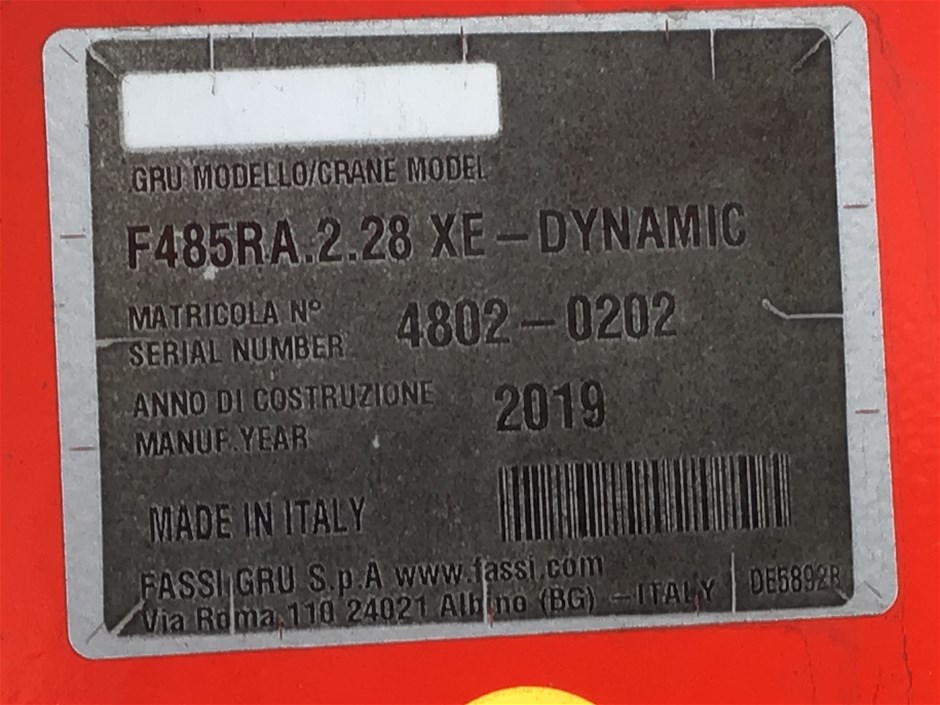 GRU MODELLO/CRANE MODEL
F485RA.2.28 XE – DYNAMIC
MATRICOLA N°
SERIAL NUMBER
4802 – 0202
ANNO DI COSTRUZIONE
MANUF.YEAR
2019
MADE IN ITALY
FASSI GRU S.p.A www.fassi.com
Via Roma,110 24021 Albino (BG) – ITALY
DE5892B